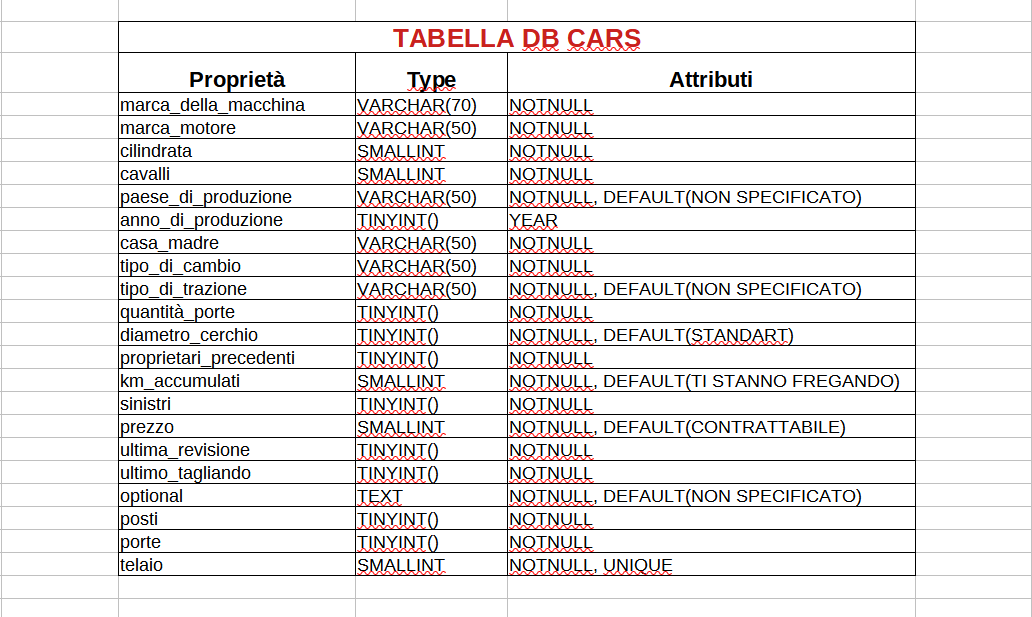 TABELLA DB CARS
Proprietà Type Attributi
marca_della_macchina VARCHAR(70) NOTNULL
marca_motore VARCHAR(50) NOTNULL
cilindrata SMALLINT NOTNULL
cavalli SMALLINT NOTNULL
paese_di_produzione VARCHAR(50) NOTNULL, DEFAULT(NON SPECIFICATO)
anno_di_produzione TINYINT() YEAR
casa_madre VARCHAR(50) NOTNULL
tipo_di_cambio VARCHAR(50) NOTNULL
tipo_di_trazione VARCHAR(50) NOTNULL, DEFAULT(NON SPECIFICATO)
quantità_porte TINYINT() NOTNULL
diametro_cerchio TINYINT() NOTNULL, DEFAULT(STANDART)
proprietari_precedenti TINYINT() NOTNULL
km_accumulati SMALLINT NOTNULL, DEFAULT(TI STANNO FREGANDO)
sinistri TINYINT() NOTNULL
prezzo SMALLINT NOTNULL, DEFAULT(CONTRATTABILE)
ultima_revisione TINYINT() NOTNULL
ultimo_tagliando TINYINT() NOTNULL
optional TEXT NOTNULL, DEFAULT(NON SPECIFICATO)
posti TINYINT() NOTNULL
porte TINYINT() NOTNULL
telaio SMALLINT NOTNULL, UNIQUE